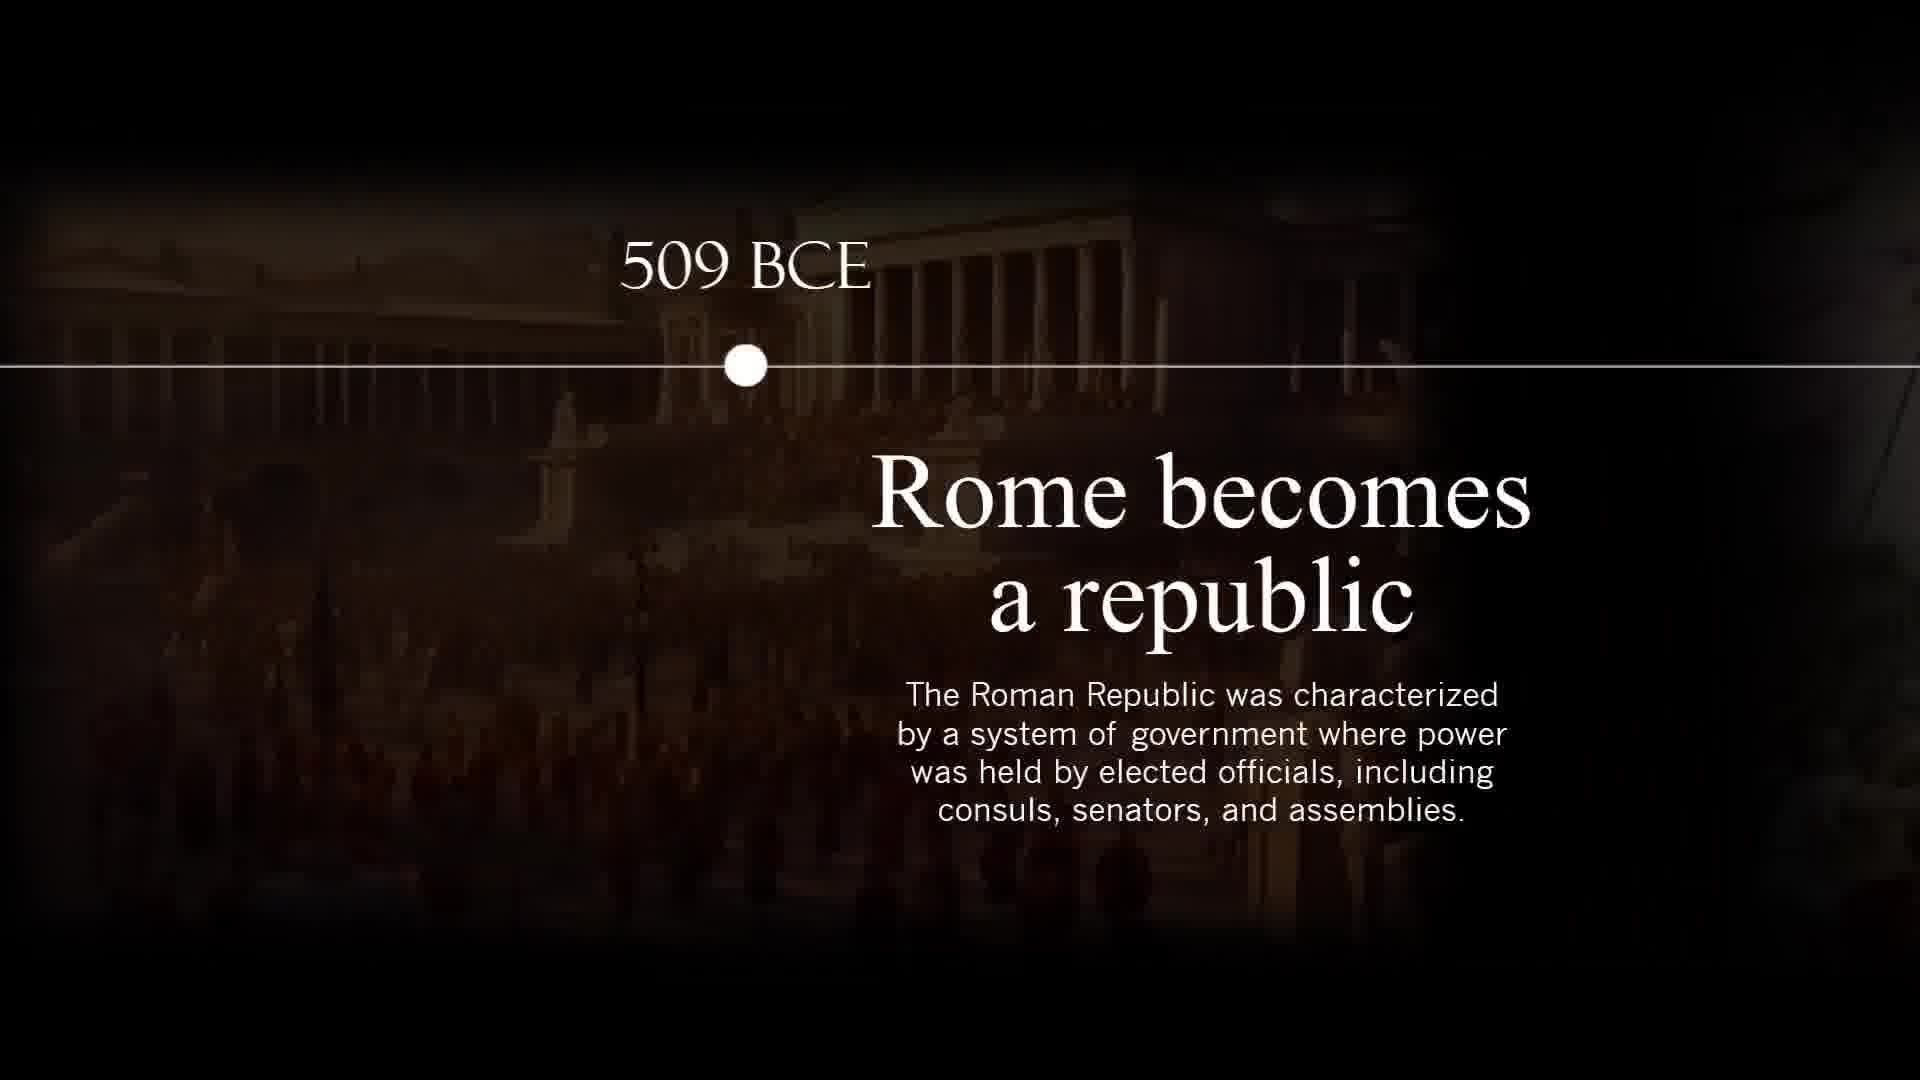 509 BCE
Rome becomes
a republic
The Roman Republic was characterized
by a system of government where power
was held by elected officials, including
consuls, senators, and assemblies.